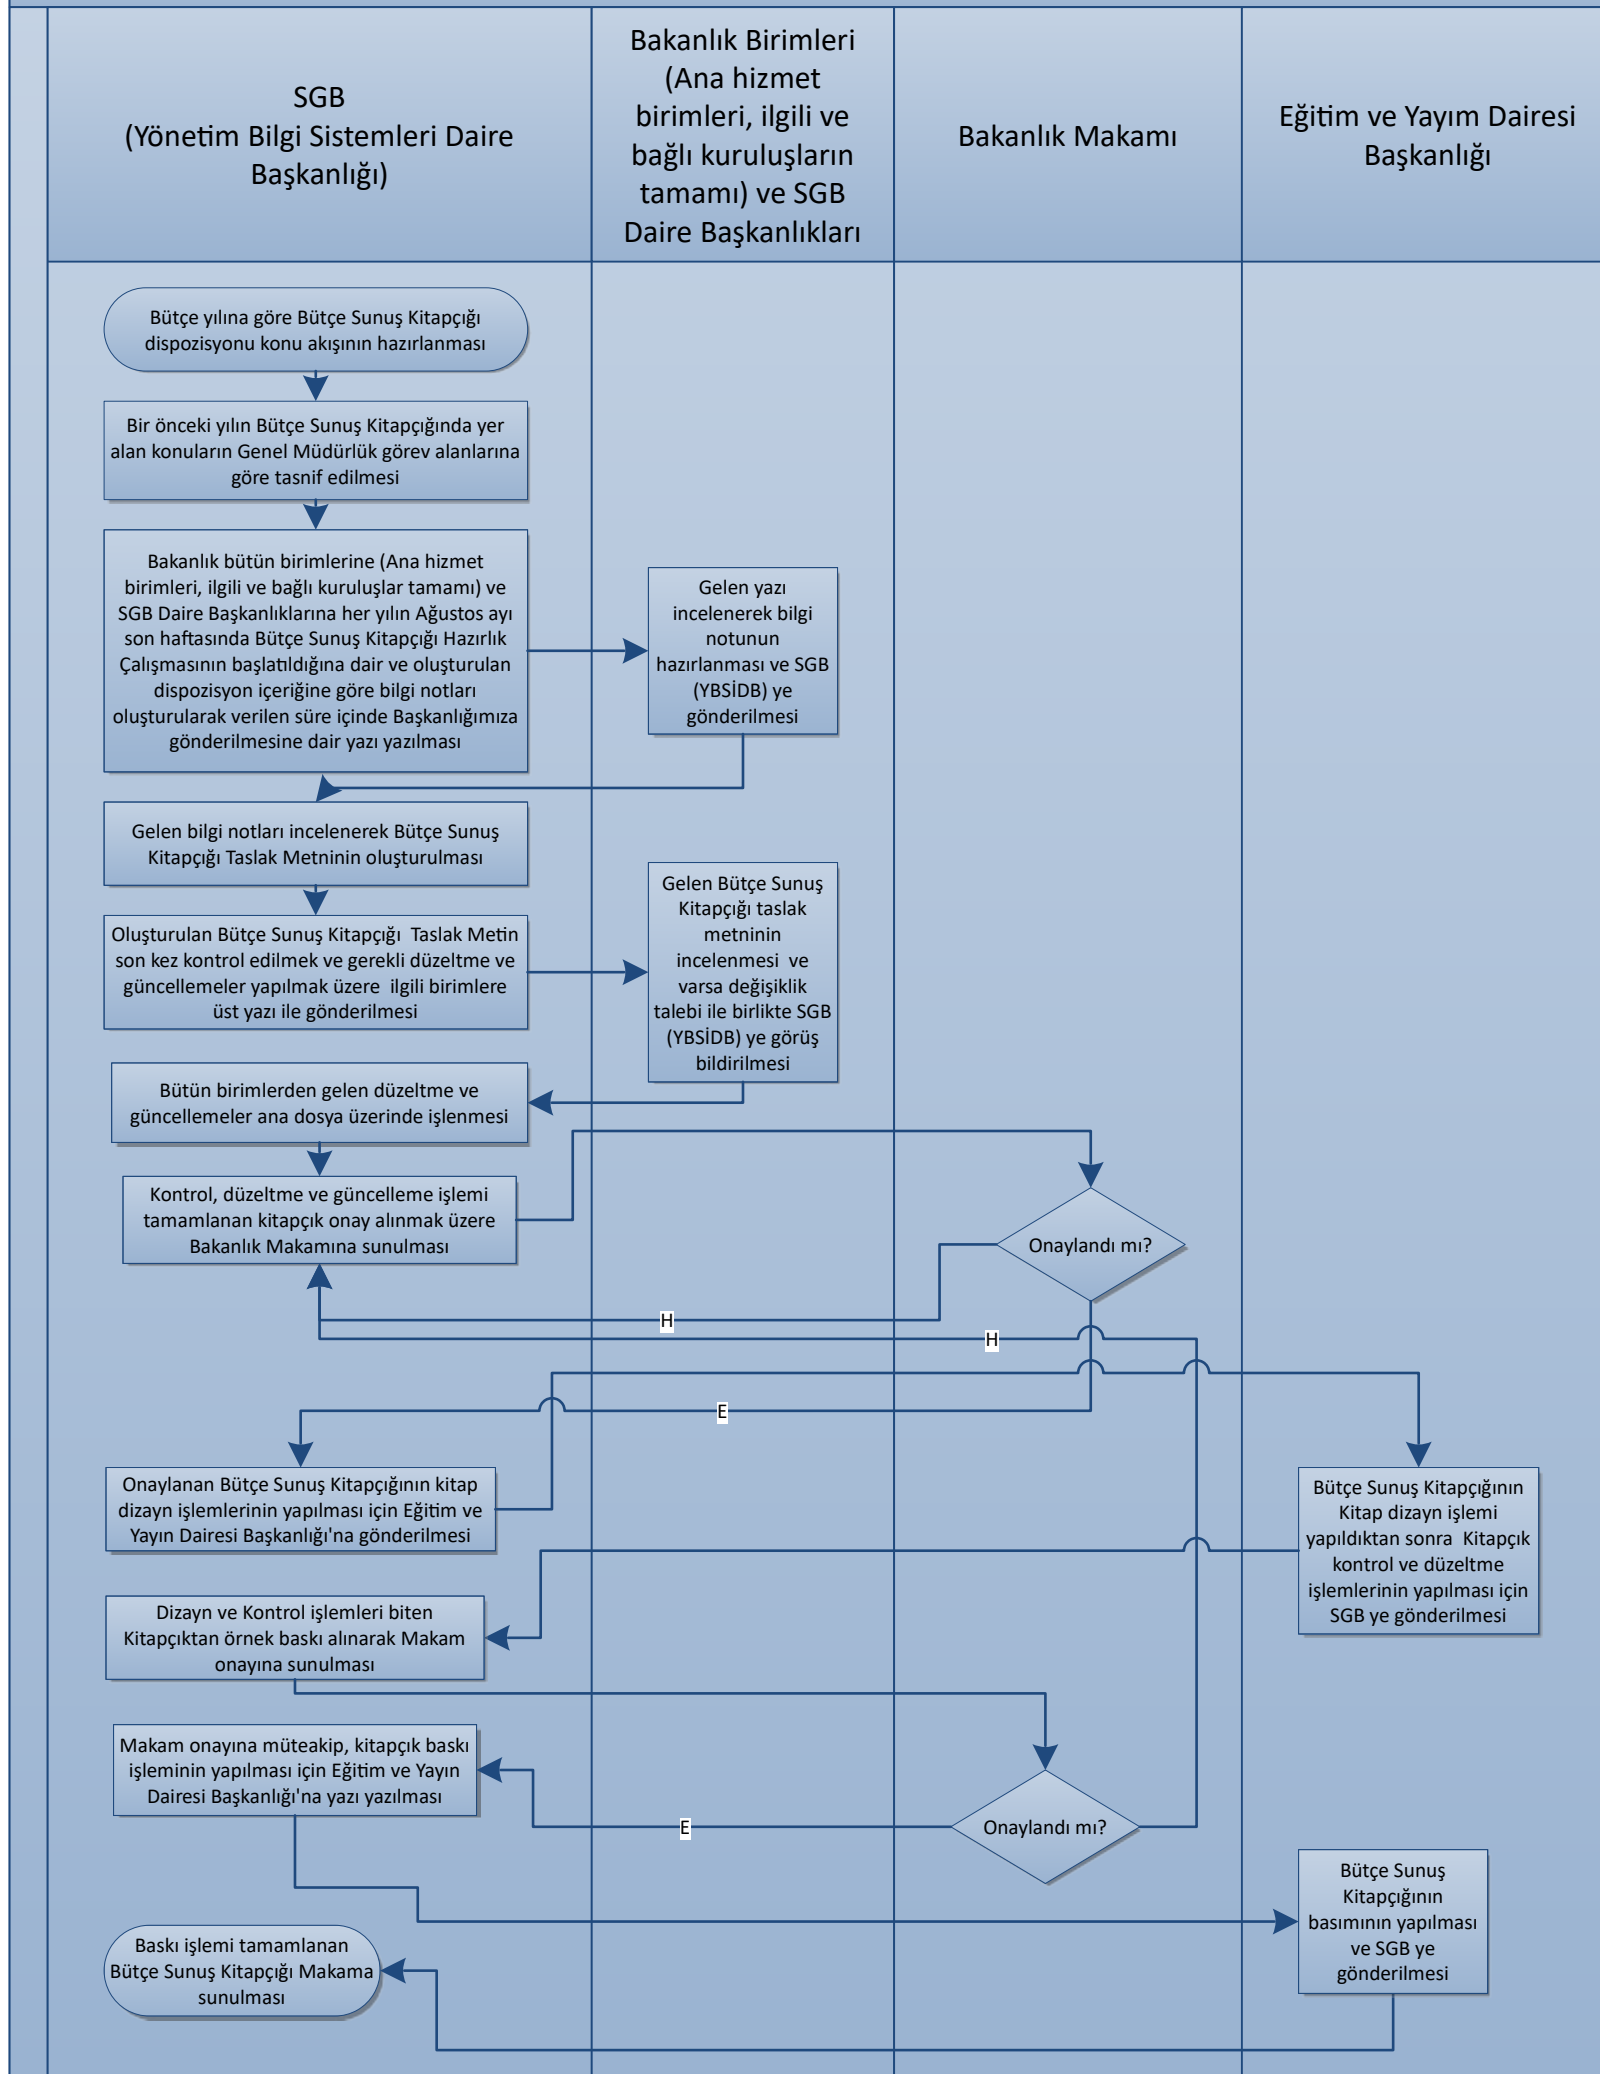 SGB
(Yönetim Bilgi Sistemleri Daire
Başkanlığı)
Bakanlık Birimleri
(Ana hizmet
birimleri, ilgili ve
bağlı kuruluşların
tamamı) ve SGB
Daire Başkanlıkları
Bakanlık Makamı
Eğitim ve Yayım Dairesi
Başkanlığı
Bütçe yılına göre Bütçe Sunuş Kitapçığı
dispozisyonu konu akışının hazırlanması
Bir önceki yılın Bütçe Sunuş Kitapçığında yer
alan konuların Genel Müdürlük görev alanlarına
göre tasnif edilmesi
Bakanlık bütün birimlerine (Ana hizmet
birimleri, ilgili ve bağlı kuruluşlar tamamı) ve
SGB Daire Başkanlıklarına her yılın Ağustos ayı
son haftasında Bütçe Sunuş Kitapçığı Hazırlık
Çalışmasının başlatıldığına dair ve oluşturulan
dispozisyon içeriğine göre bilgi notları
oluşturularak verilen süre içinde Başkanlığımıza
gönderilmesine dair yazı yazılması
Gelen yazı
incelenerek bilgi
notunun
hazırlanması ve SGB
(YBSİDB) ye
gönderilmesi
Gelen bilgi notları incelenerek Bütçe Sunuş
Kitapçığı Taslak Metninin oluşturulması
Oluşturulan Bütçe Sunuş Kitapçığı  Taslak Metin
son kez kontrol edilmek ve gerekli düzeltme ve
güncellemeler yapılmak üzere  ilgili birimlere
üst yazı ile gönderilmesi
Gelen Bütçe Sunuş
Kitapçığı taslak
metninin
incelenmesi  ve
varsa değişiklik
talebi ile birlikte SGB
(YBSİDB) ye görüş
bildirilmesi
Bütün birimlerden gelen düzeltme ve
güncellemeler ana dosya üzerinde işlenmesi
Kontrol, düzeltme ve güncelleme işlemi
tamamlanan kitapçık onay alınmak üzere
Bakanlık Makamına sunulması
Onaylandı mı?
H
H
E
Onaylanan Bütçe Sunuş Kitapçığının kitap
dizayn işlemlerinin yapılması için Eğitim ve
Yayın Dairesi Başkanlığı'na gönderilmesi
Bütçe Sunuş Kitapçığının
Kitap dizayn işlemi
yapıldıktan sonra  Kitapçık
kontrol ve düzeltme
işlemlerinin yapılması için
SGB ye gönderilmesi
Dizayn ve Kontrol işlemleri biten
Kitapçıktan örnek baskı alınarak Makam
onayına sunulması
Makam onayına müteakip, kitapçık baskı
işleminin yapılması için Eğitim ve Yayın
Dairesi Başkanlığı'na yazı yazılması
E
Onaylandı mı?
Bütçe Sunuş
Kitapçığının
basımının yapılması
ve SGB ye
gönderilmesi
Baskı işlemi tamamlanan
Bütçe Sunuş Kitapçığı Makama
sunulması